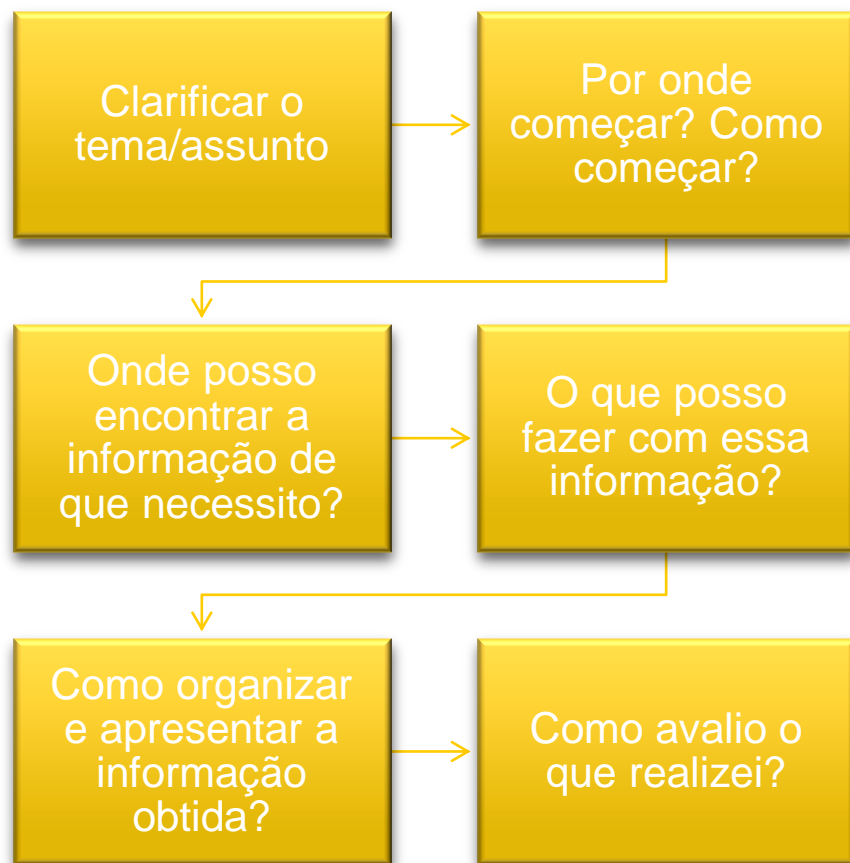 Clarificar o
tema/assunto
Por onde
começar? Como
começar?
Onde posso
encontrar a
informação de
que necessito?
O que posso
fazer com essa
informação?
Como organizar
e apresentar a
informação
obtida?
Como avalio o
que realizei?